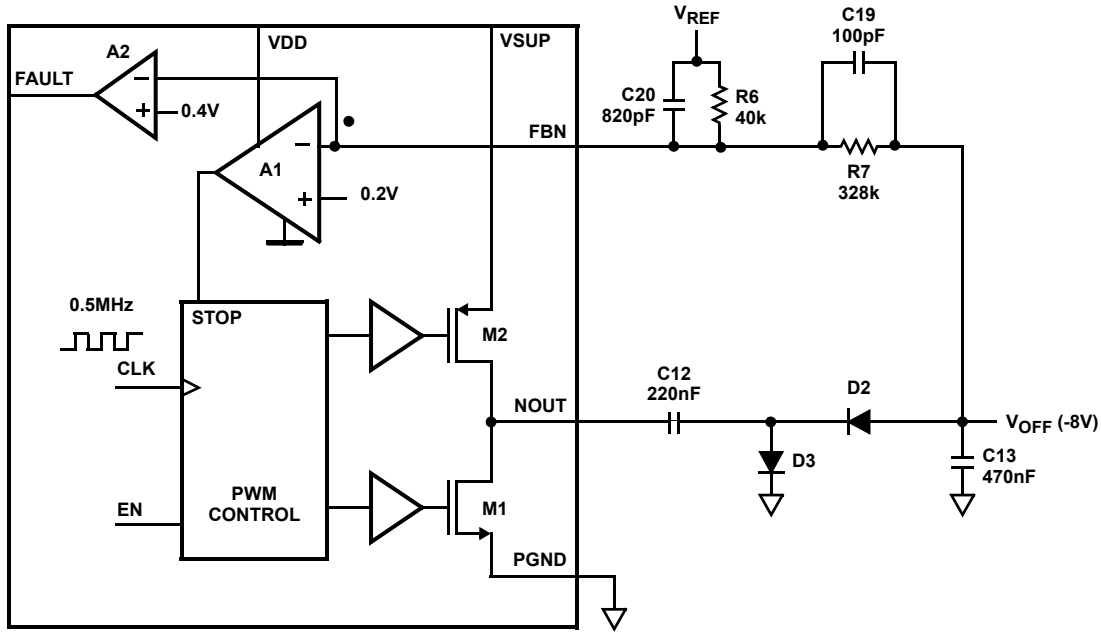 VREF
C19
100pF
VDD
VSUP
A2
FAULT
−
+
0.4V
C20
820pF
R6
40k
FBN
−
A1
+
0.2V
R7
328k
0.5MHz
STOP
CLK
M2
C12
220nF
D2
NOUT
VOFF (-8V)
D3
C13
470nF
EN
PWM
CONTROL
M1
PGND